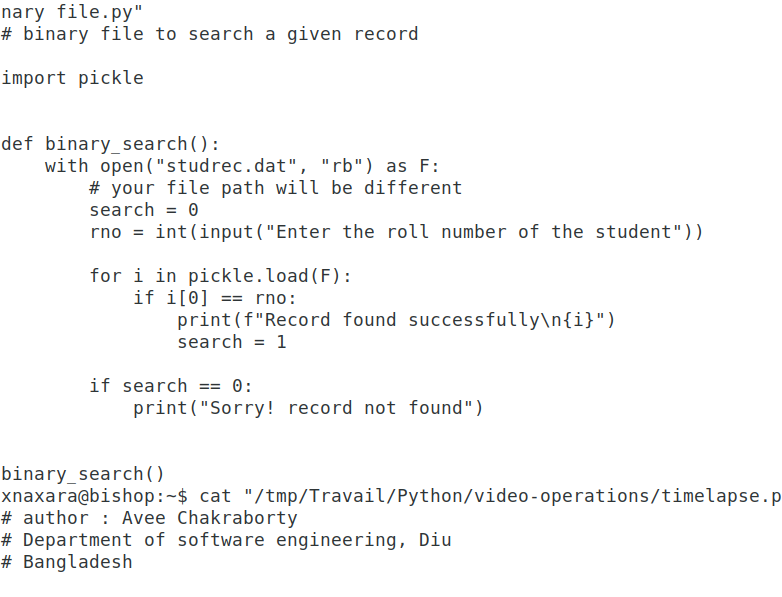 nary file.py"
# binary file to search a given record

import pickle


def binary_search():
    with open("studrec.dat", "rb") as F:
        # your file path will be different
        search = 0
        rno = int(input("Enter the roll number of the student"))

        for i in pickle.load(F):
            if i[0] == rno:
                print(f"Record found successfully\n{i}")
                search = 1

        if search == 0:
            print("Sorry! record not found")


binary_search()
xnaxara@bishop:~$ cat "/tmp/Travail/Python/video-operations/timelapse.p
# author : Avee Chakraborty
# Department of software engineering, Diu
# Bangladesh